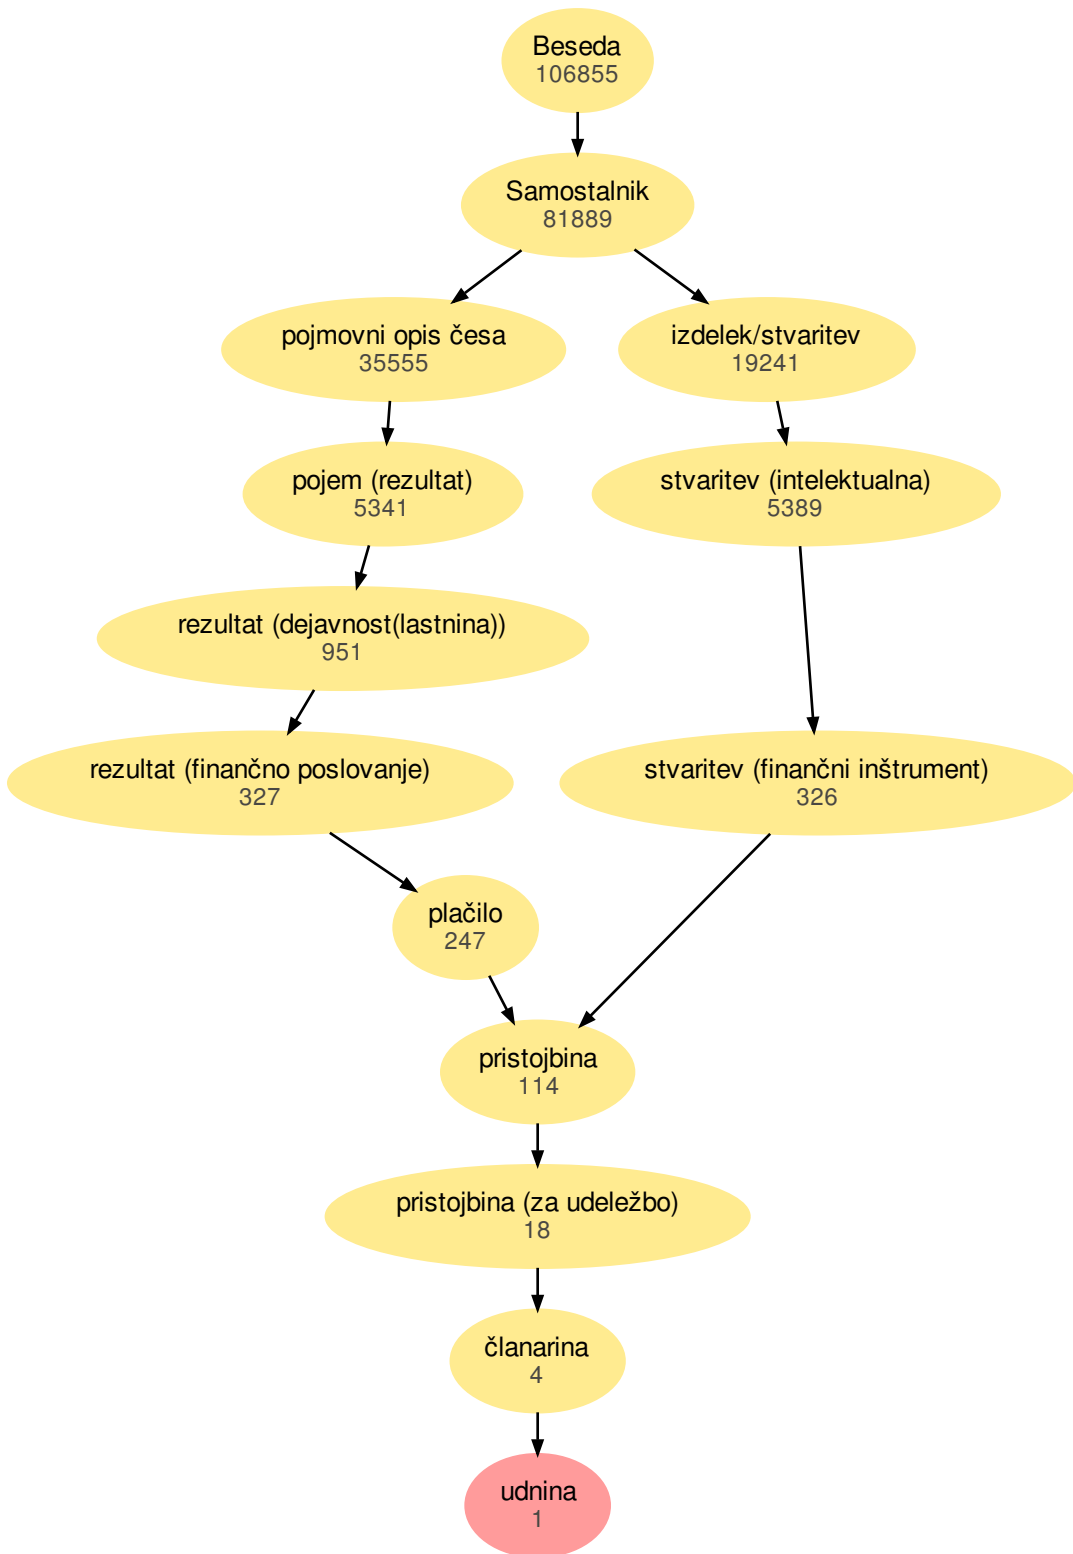 Beseda
106855
Samostalnik
81889
pojmovni opis česa
35555
izdelek/stvaritev
19241
pojem (rezultat)
5341
stvaritev (intelektualna)
5389
rezultat (dejavnost(lastnina))
951
rezultat (finančno poslovanje)
327
stvaritev (finančni inštrument)
326
plačilo
247
pristojbina
114
pristojbina (za udeležbo)
18
članarina
4
udnina
1